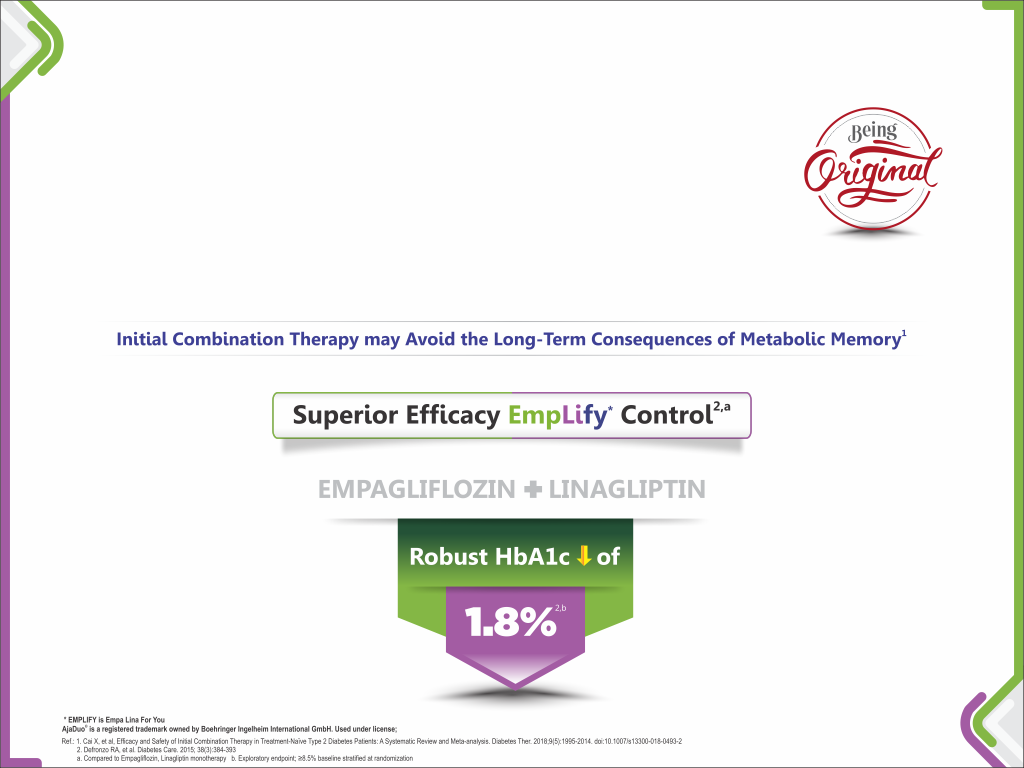 Being
Original
Initial Combination Therapy may Avoid the Long-Term Consequences of Metabolic Memory1
Superior Efficacy EmpLify* Control2,a
EMPAGLIFLOZIN + LINAGLIPTIN
Robust HbA1c ⬇ of
1.8%2,b
* EMPLIFY is Empa Lina For You
AjaDuo® is a registered trademark owned by Boehringer Ingelheim International GmbH. Used under license;
Ref.: 1. Cai X, et al. Efficacy and Safety of Initial Combination Therapy in Treatment-Naïve Type 2 Diabetes Patients: A Systematic Review and Meta-analysis. Diabetes Ther. 2018;9(5):1995-2014. doi:10.1007/s13300-018-0493-2
2. Defronzo RA, et al. Diabetes Care. 2015; 38(3):384-393
a. Compared to Empagliflozin, Linagliptin monotherapy b. Exploratory endpoint; ≥8.5% baseline stratified at randomization